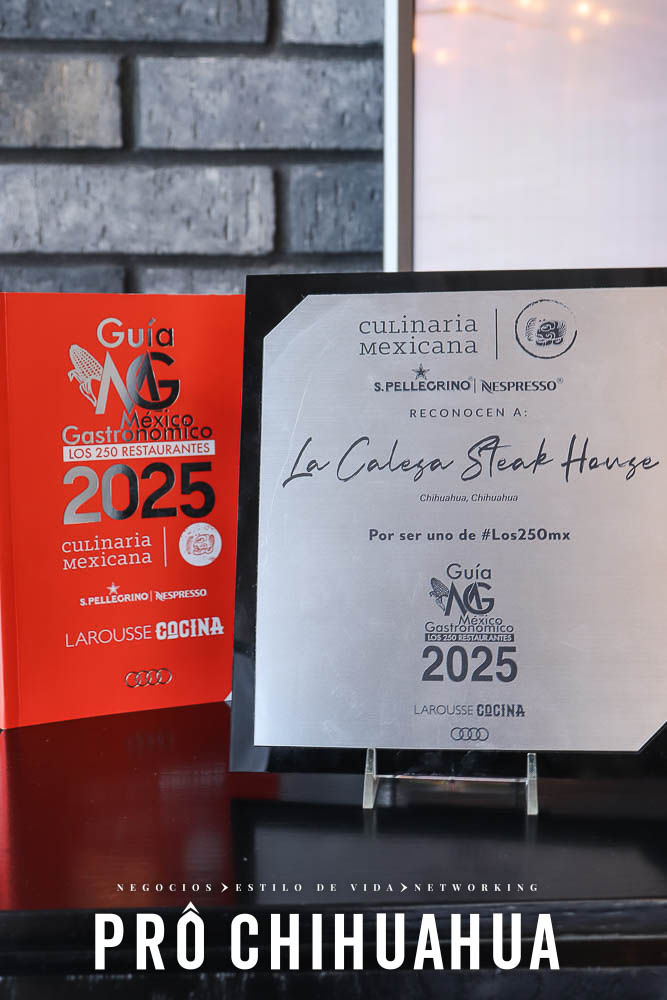 Guía
MG
México
Gastronómico
LOS 250 RESTAURANTES
2025
culinaria
mexicana
S.PELLEGRINO | NESPRESSO
LAROUSSE COCINA
culinaria
mexicana
S.PELLEGRINO® | NESPRESSO®
RECONOCEN A:
La Calesa Steak House
Chihuahua, Chihuahua
Por ser uno de #Los250mx
Guía
MG
México
Gastronómico
LOS 250 RESTAURANTES
2025
LAROUSSE COCINA
NEGOCIOS > ESTILO DE VIDA > NETWORKING
PRÔ CHIHUAHUA